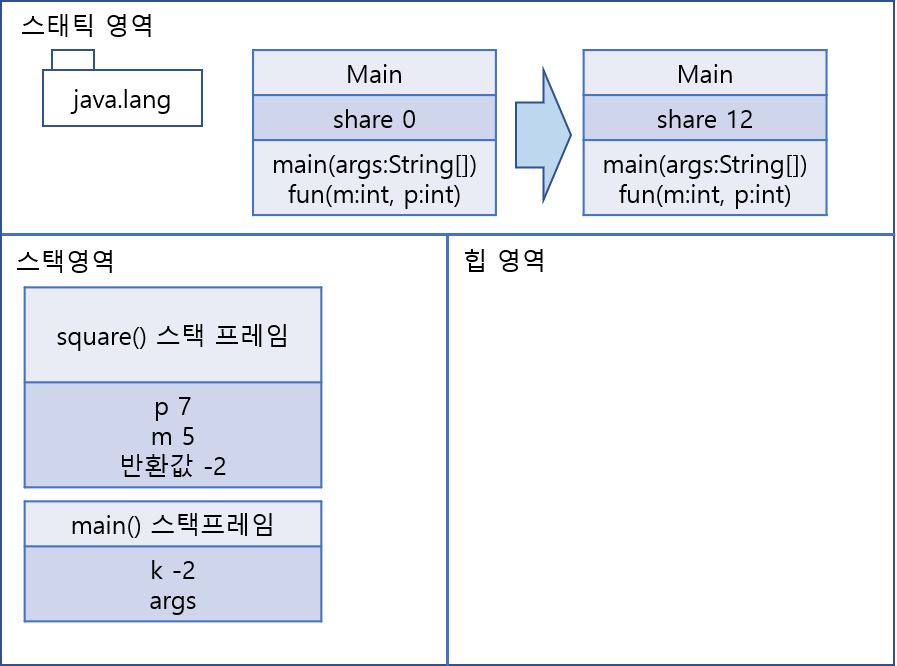 스태틱 영역
java.lang
Main
share 0
main(args:String[])
fun(m:int, p:int)
Main
share 12
main(args:String[])
fun(m:int, p:int)
스택영역
square() 스택 프레임
p 7
m 5
반환값 -2
main() 스택프레임
k -2
args
힙 영역